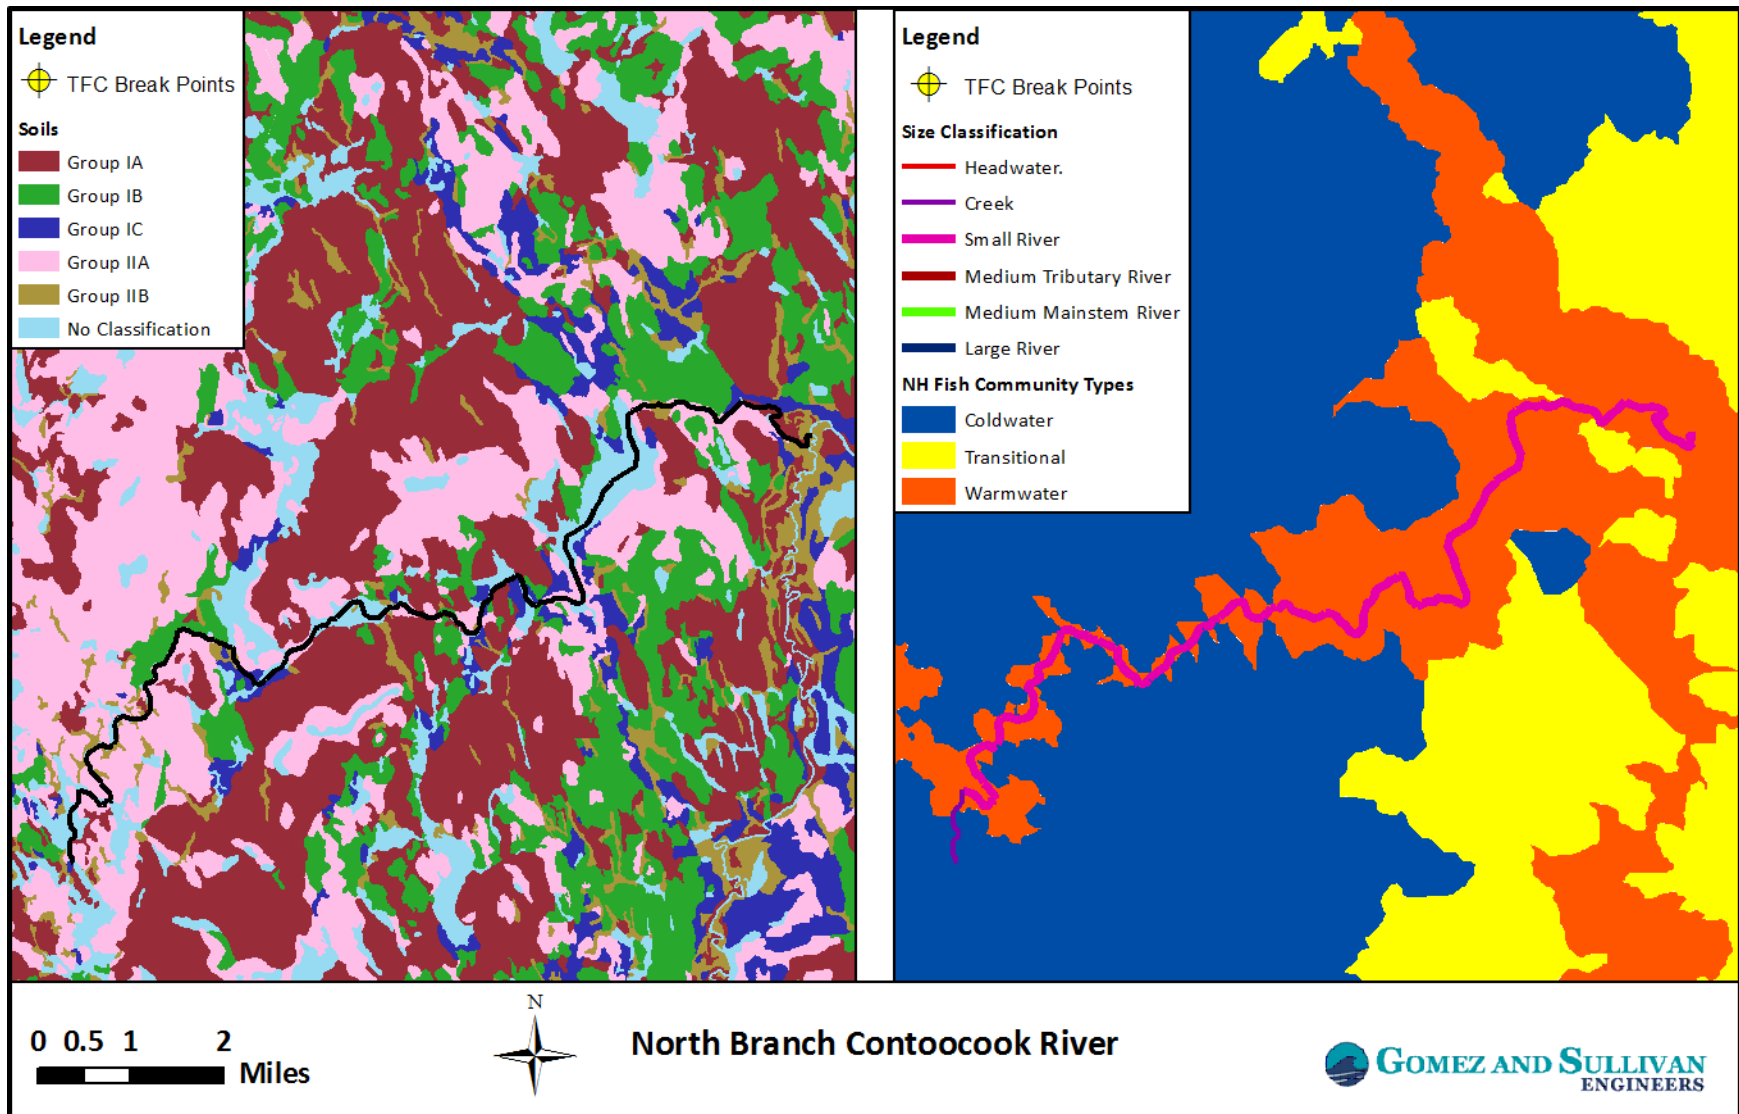 Legend
TFC Break Points
Soils
Group IA
Group IB
Group IC
Group IIA
Group IIB
No Classification
Legend
TFC Break Points
Size Classification
Headwater.
Creek
Small River
Medium Tributary River
Medium Mainstem River
Large River
NH Fish Community Types
Coldwater
Transitional
Warmwater
0 0.5 1 2
Miles
N
North Branch Contoocook River
GOMEZ AND SULLIVAN
ENGINEERS